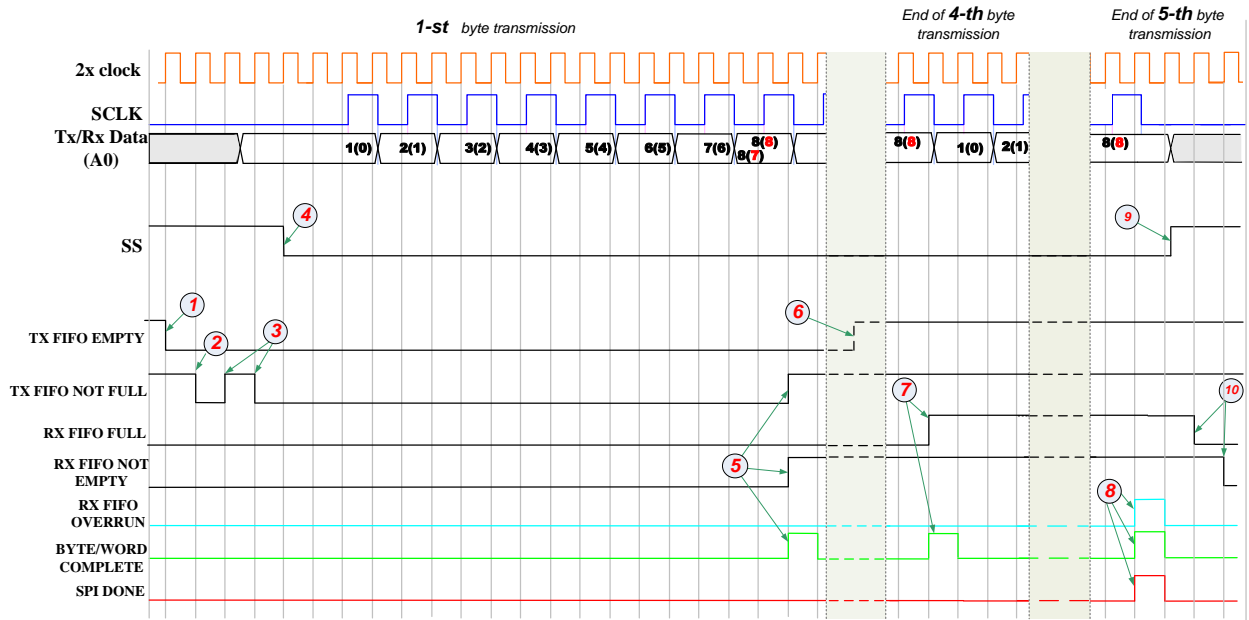 1-st byte transmission
End of 4-th byte
transmission
End of 5-th byte
transmission
2x clock
SCLK
Tx/Rx Data
(A0)
1(0)
2(1)
3(2)
4(3)
5(4)
6(5)
7(6)
8(8)
8(7)
8(8)
1(0)
2(1)
8(8)
4
9
SS
1
6
TX FIFO EMPTY
2
3
TX FIFO NOT FULL
7
10
RX FIFO FULL
5
RX FIFO NOT
EMPTY
8
RX FIFO
OVERRUN
BYTE/WORD
COMPLETE
SPI DONE